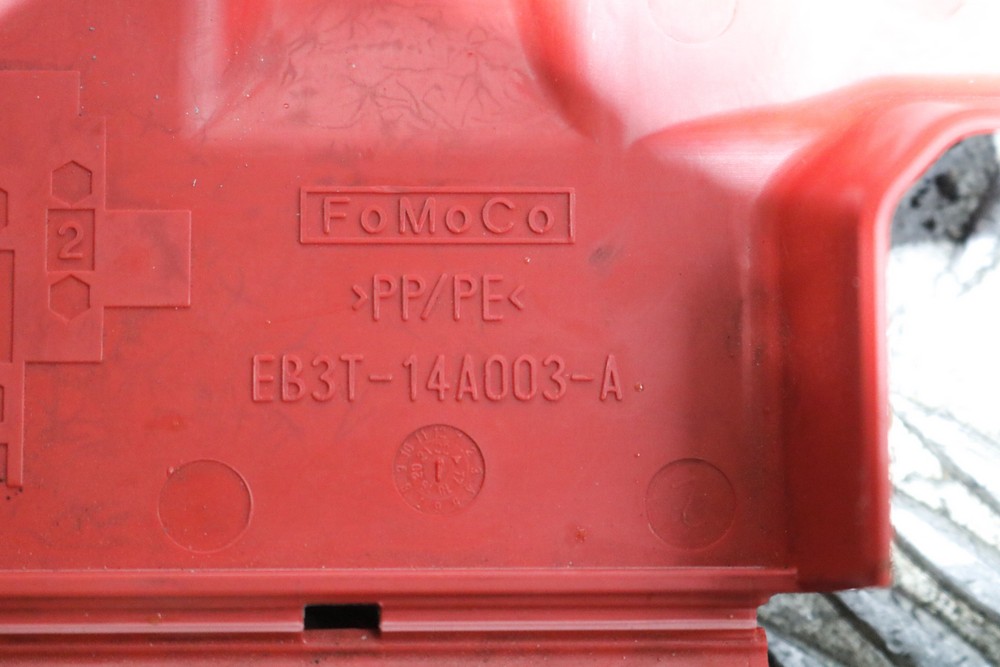 FoMoCo
2
>PP/PE<
EB3T-14A003-A